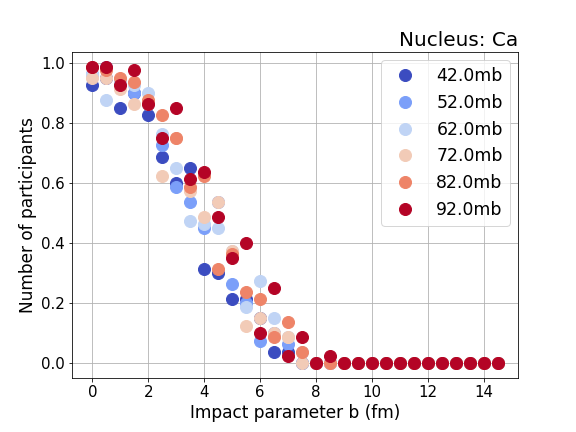 Nucleus: Ca
1.0
0.8
0.6
0.4
0.2
0.0
Number of participants
42.0mb
52.0mb
62.0mb
72.0mb
82.0mb
92.0mb
0 2 4 6 8 10 12 14
Impact parameter b (fm)